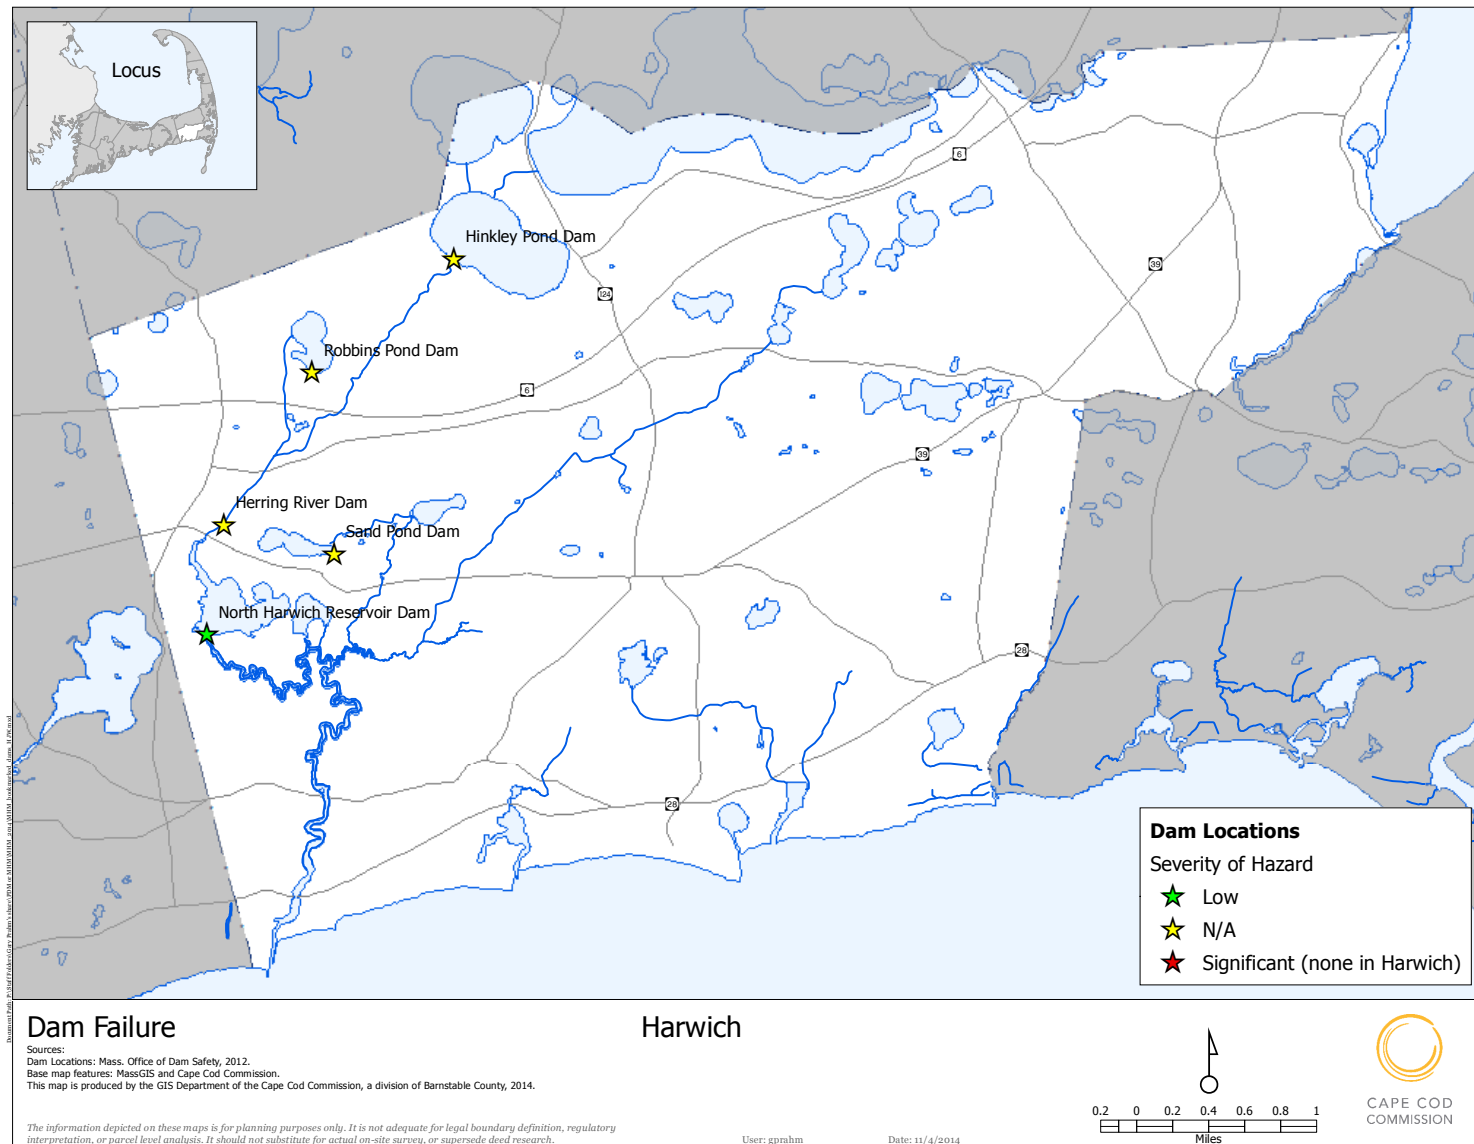 Locus
Hinkley Pond Dam
6
39
124
Robbins Pond Dam
6
39
Herring River Dam
Sand Pond Dam
North Harwich Reservoir Dam
28
28
Dam Locations
Severity of Hazard
Low
N/A
Significant (none in Harwich)
Dam Failure
Harwich
Sources:
Dam Locations: Mass. Office of Dam Safety, 2012.
Base map features: MassGIS and Cape Cod Commission.
This map is produced by the GIS Department of the Cape Cod Commission, a division of Barnstable County, 2014.
The information depicted on these maps is for planning purposes only. It is not adequate for legal boundary definition, regulatory
interpretation, or parcel level analysis. It should not substitute for actual on-site survey, or supersede deed research.
User: gprahm
Date: 11/4/2014
0.2 0 0.2 0.4 0.6 0.8 1
Miles
CAPE COD
COMMISSION